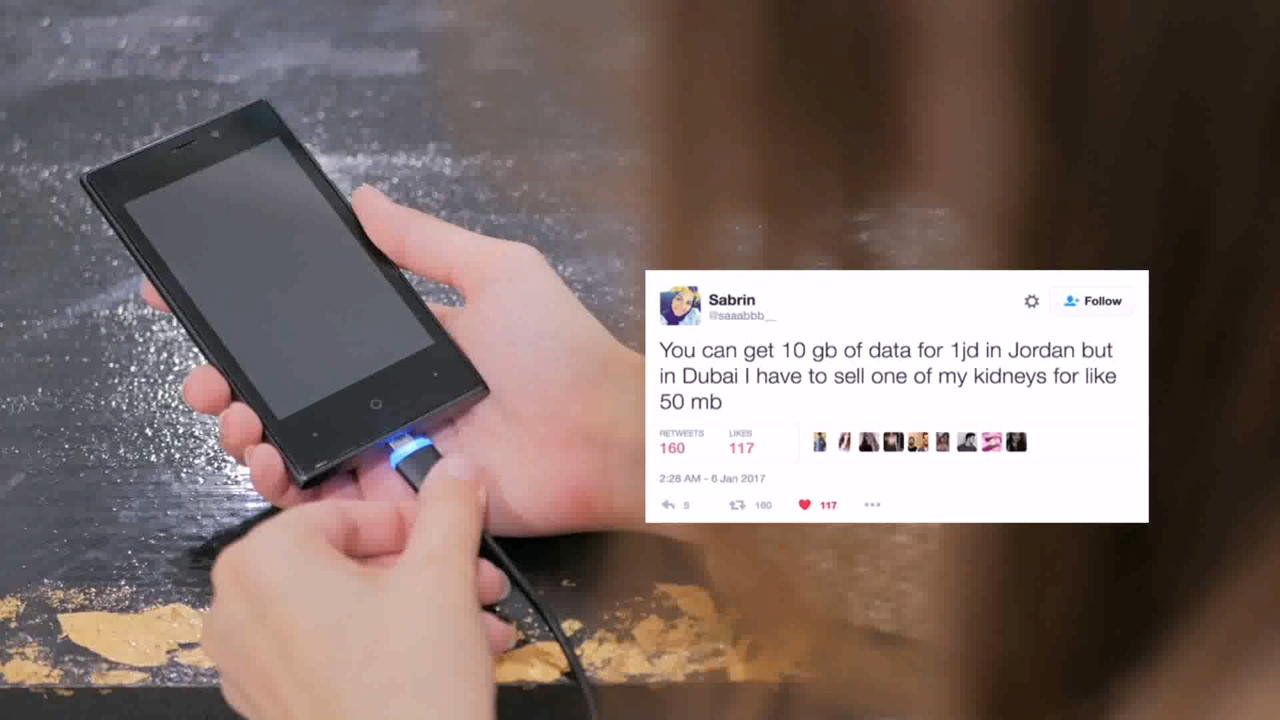 Sabrin
@saaabbb__
Follow
You can get 10 gb of data for 1jd in Jordan but
in Dubai I have to sell one of my kidneys for like
50 mb
RETWEETS
LIKES
160
117
2:28 AM - 6 Jan 2017
5
160
117